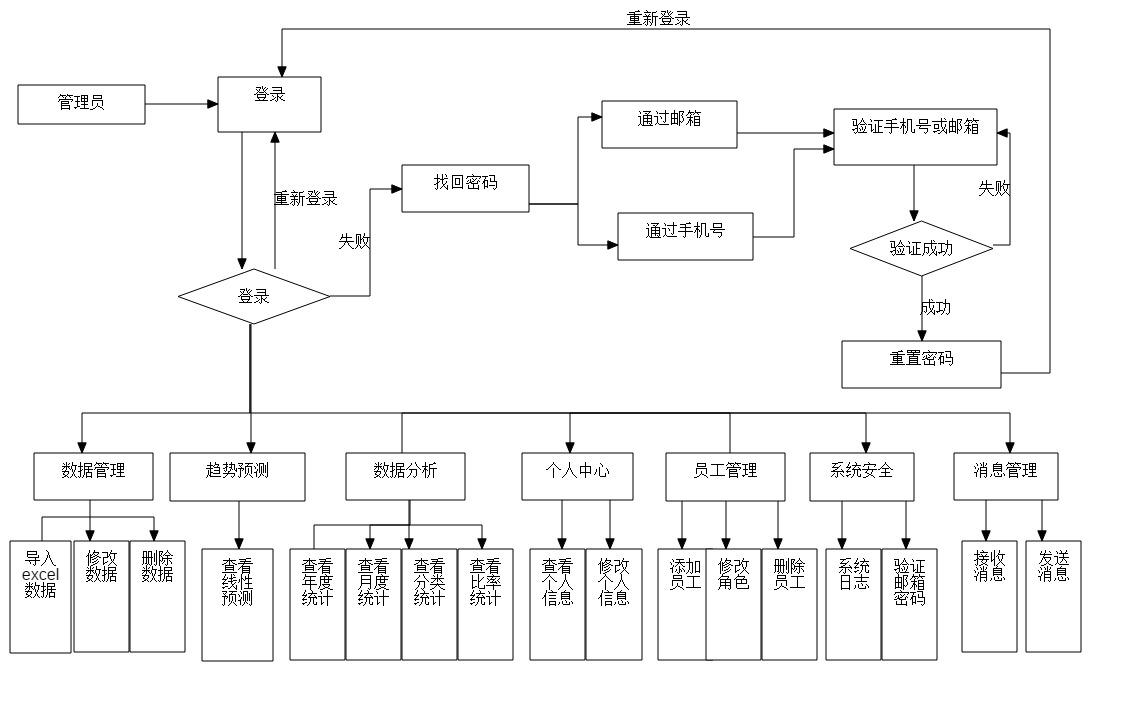 重新登录
管理员
登录
通过邮箱
验证手机号或邮箱
找回密码
重新登录
失败
通过手机号
失败
验证成功
登录
成功
重置密码
数据管理
趋势预测
数据分析
个人中心
员工管理
系统安全
消息管理
导入
excel
数据
修改
数据
删除
数据
查看
线性
预测
查看
年度
统计
查看
月度
统计
查看
分类
统计
查看
比率
统计
查看
个人
信息
修改
个人
信息
添加
员工
修改
角色
删除
员工
系统
日志
验证
邮箱
密码
接收
消息
发送
消息